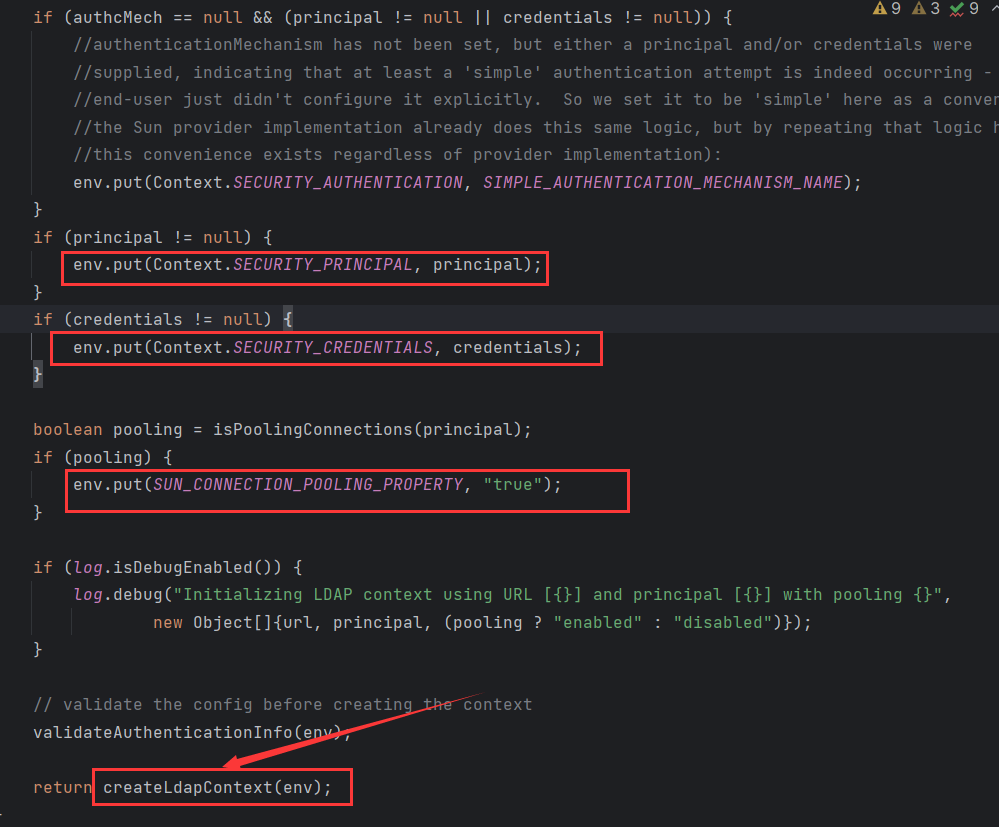 if (authcMech == null && (principal != null || credentials != null)) {
9 3 9
//authenticationMechanism has not been set, but either a principal and/or credentials were
//supplied, indicating that at least a 'simple' authentication attempt is indeed occurring -
//end-user just didn't configure it explicitly.  So we set it to be 'simple' here as a conver
//the Sun provider implementation already does this same logic, but by repeating that logic h
//this convenience exists regardless of provider implementation):
env.put(Context.SECURITY_AUTHENTICATION, SIMPLE_AUTHENTICATION_MECHANISM_NAME);
}
if (principal != null) {
env.put(Context.SECURITY_PRINCIPAL, principal);
}
if (credentials != null) {
env.put(Context.SECURITY_CREDENTIALS, credentials);
}
boolean pooling = isPoolingConnections(principal);
if (pooling) {
env.put(SUN_CONNECTION_POOLING_PROPERTY, "true");
}
if (log.isDebugEnabled()) {
log.debug("Initializing LDAP context using URL [{}] and principal [{}] with pooling {}",
new Object[]{url, principal, (pooling ? "enabled" : "disabled")});
}
// validate the config before creating the context
validateAuthenticationInfo(env);
return createLdapContext(env);